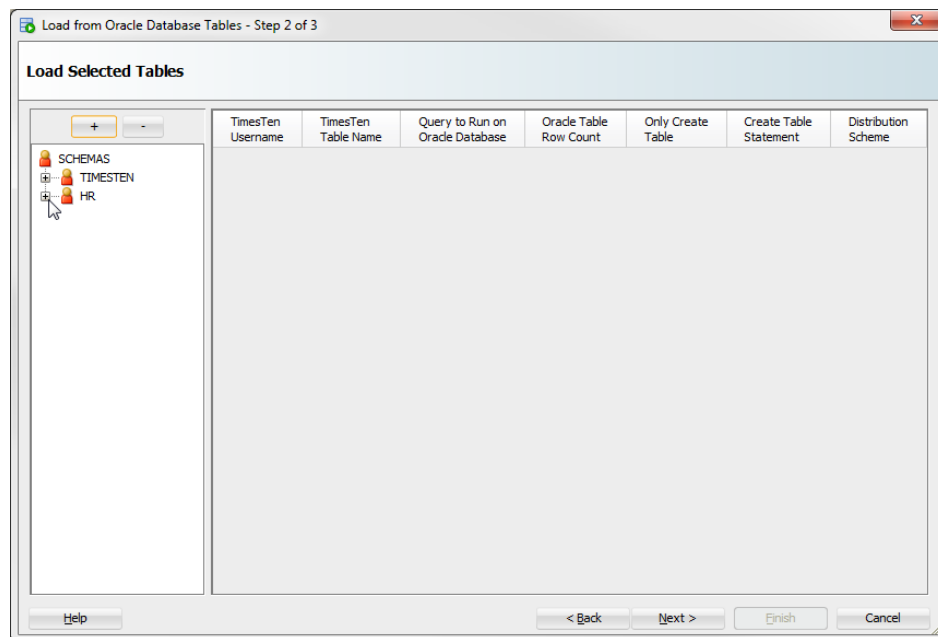 Load from Oracle Database Tables - Step 2 of 3
Load Selected Tables
+ -
TimesTen Username
TimesTen Table Name
Query to Run on Oracle Database
Oracle Table Row Count
Only Create Table
Create Table Statement
Distribution Scheme
SCHEMAS
TIMESTEN
HR
Help
< Back
Next >
Finish
Cancel